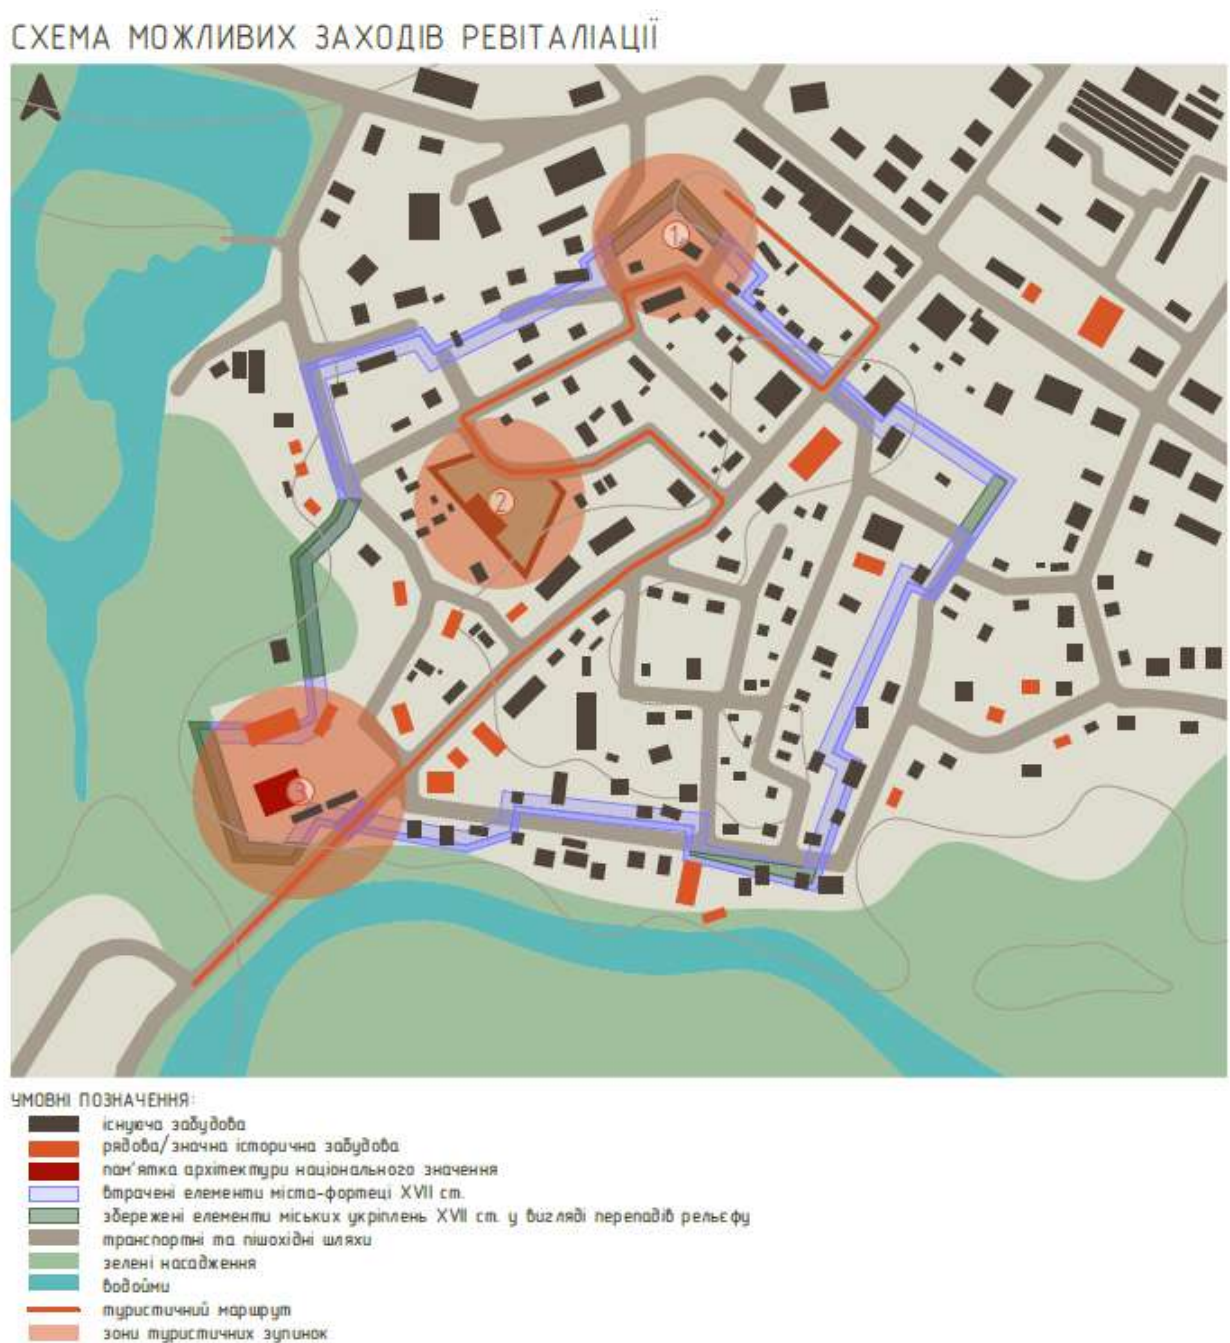 СХЕМА МОЖЛИВИХ ЗАХОДІВ РЕВІТАЛІАЦІЇ
1
2
3
УМОВНІ ПОЗНАЧЕННЯ:
існуюча забудова
рядова/значна історична забудова
пам'ятка архітектури національного значення
втрачені елементи міста-фортеці XVII ст.
збережені елементи міських укріплень XVII ст. у вигляді перепадів рельєфу
транспортні та пішохідні шляхи
зелені насадження
водойми
туристичний маршрут
зони туристичних зупинок